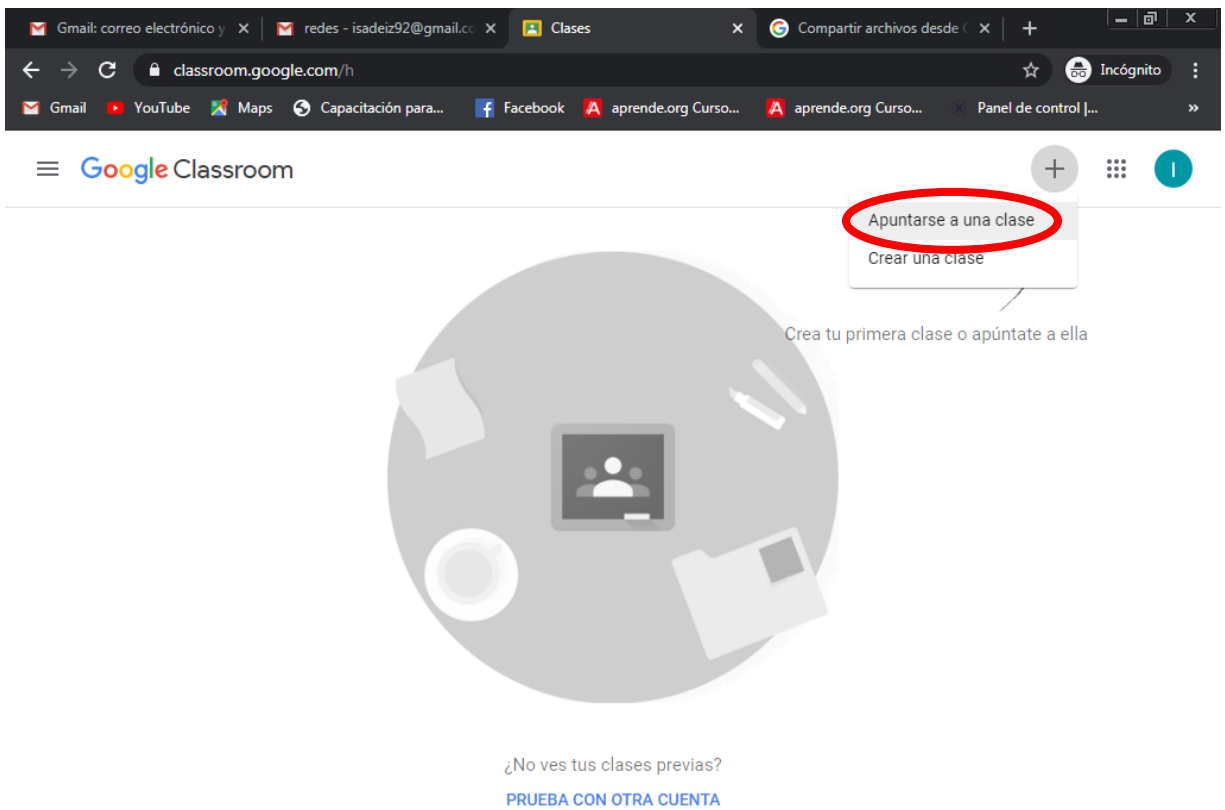 Gmail: correo electrónico y
redes - isadeiz92@gmail.cc
Clases
Compartir archivos desde
classroom.google.com/h
Incógnito
Gmail YouTube Maps Capacitación para... Facebook aprende.org Curso... aprende.org Curso... Panel de control |... »
Google Classroom
I
Apuntarse a una clase
Crear una clase
Crea tu primera clase o apúntate a ella
¿No ves tus clases previas?
PRUEBA CON OTRA CUENTA